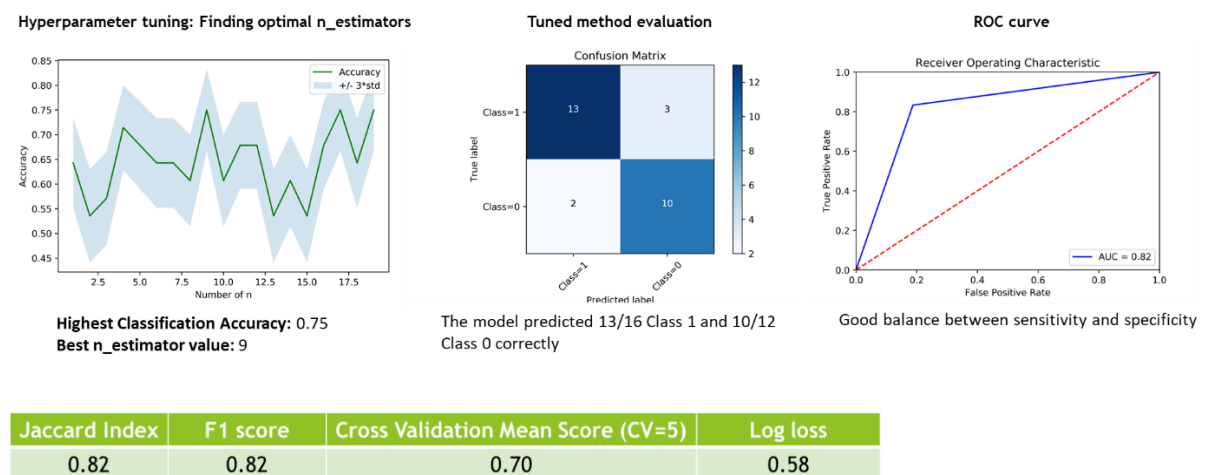 Hyperparameter tuning: Finding optimal n_estimators
0.85
0.80
0.75
0.70
0.65
0.60
0.55
0.50
0.45
Accuracy
Accuracy
+/- 3*std
2.5 5.0 7.5 10.0 12.5 15.0 17.5
Number of n
Highest Classification Accuracy: 0.75
Best n_estimator value: 9
Tuned method evaluation
Confusion Matrix
True label
Class=1
Class=0
13 3
2 10
Class=1 Class=0
Predicted label
12
10
8
6
4
2
The model predicted 13/16 Class 1 and 10/12
Class 0 correctly
ROC curve
Receiver Operating Characteristic
True Positive Rate
1.0
0.8
0.6
0.4
0.2
0.0
AUC = 0.82
0.0 0.2 0.4 0.6 0.8 1.0
False Positive Rate
Good balance between sensitivity and specificity
Jaccard Index F1 score Cross Validation Mean Score (CV=5) Log loss
0.82 0.82 0.70 0.58